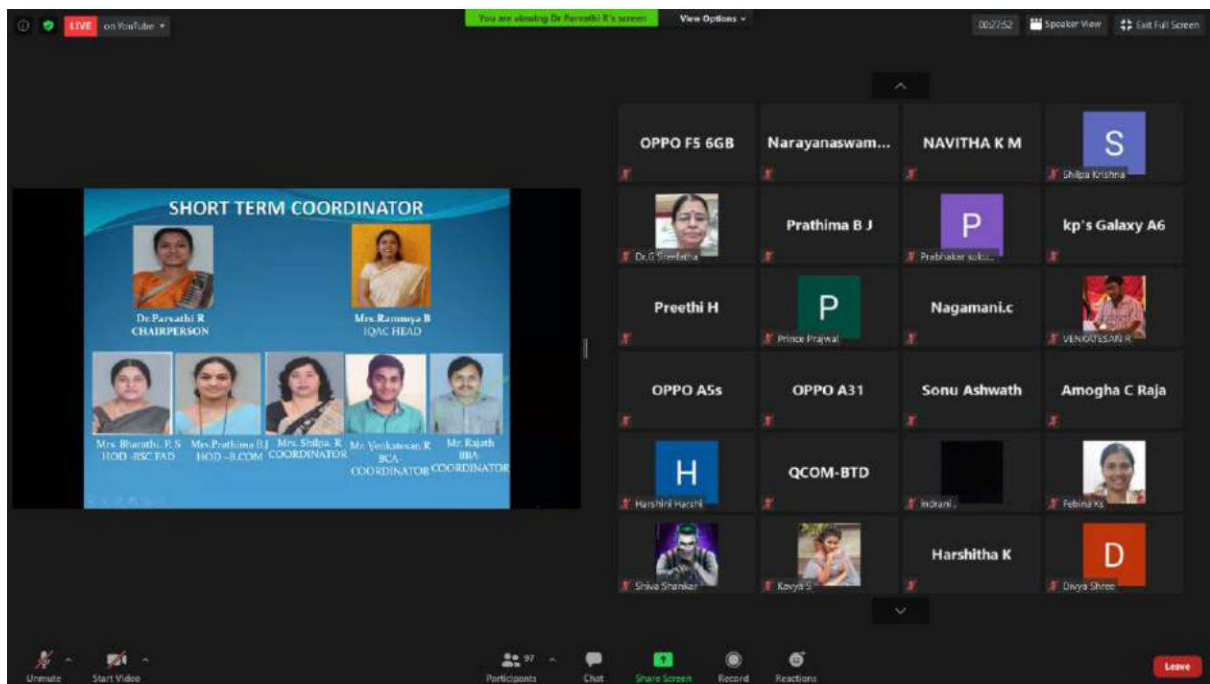 LIVE on YouTube
You are viewing Dr Parvathi R's screen
View Options
00:27:52
Speaker View
Exit Full Screen
SHORT TERM COORDINATOR
Dr.Parvathi R
CHAIRPERSON
Mrs.Rammya B
IQAC HEAD
Mrs. Bharathi. P. S
HOD -BSC FAD
Mrs.Prathima B.J
HOD -B.COM
Mrs. Shilpa. R
COORDINATOR
Mr. Venkatesan.R
BCA-
COORDINATOR
Mr. Rajath
BBA-
COORDINATOR
OPPO F5 6GB
Narayanaswam...
NAVITHA K M
S
Shilpa Krishna
Dr.G Sreelatha
Prathima B J
P
Prabhakar
kp's Galaxy A6
Preethi H
P
Prince Prajwal
Nagamani.c
VENKATESAN R
OPPO A5s
OPPO A31
Sonu Ashwath
Amogha C Raja
H
Harshini Harshi
QCOM-BTD
indrani .
Febina Ks
Shiva Shankar
Kavya S
Harshitha K
D
Divya Shree
Unmute
Start Video
97
Participants
Chat
Share Screen
Record
Reactions
Leave